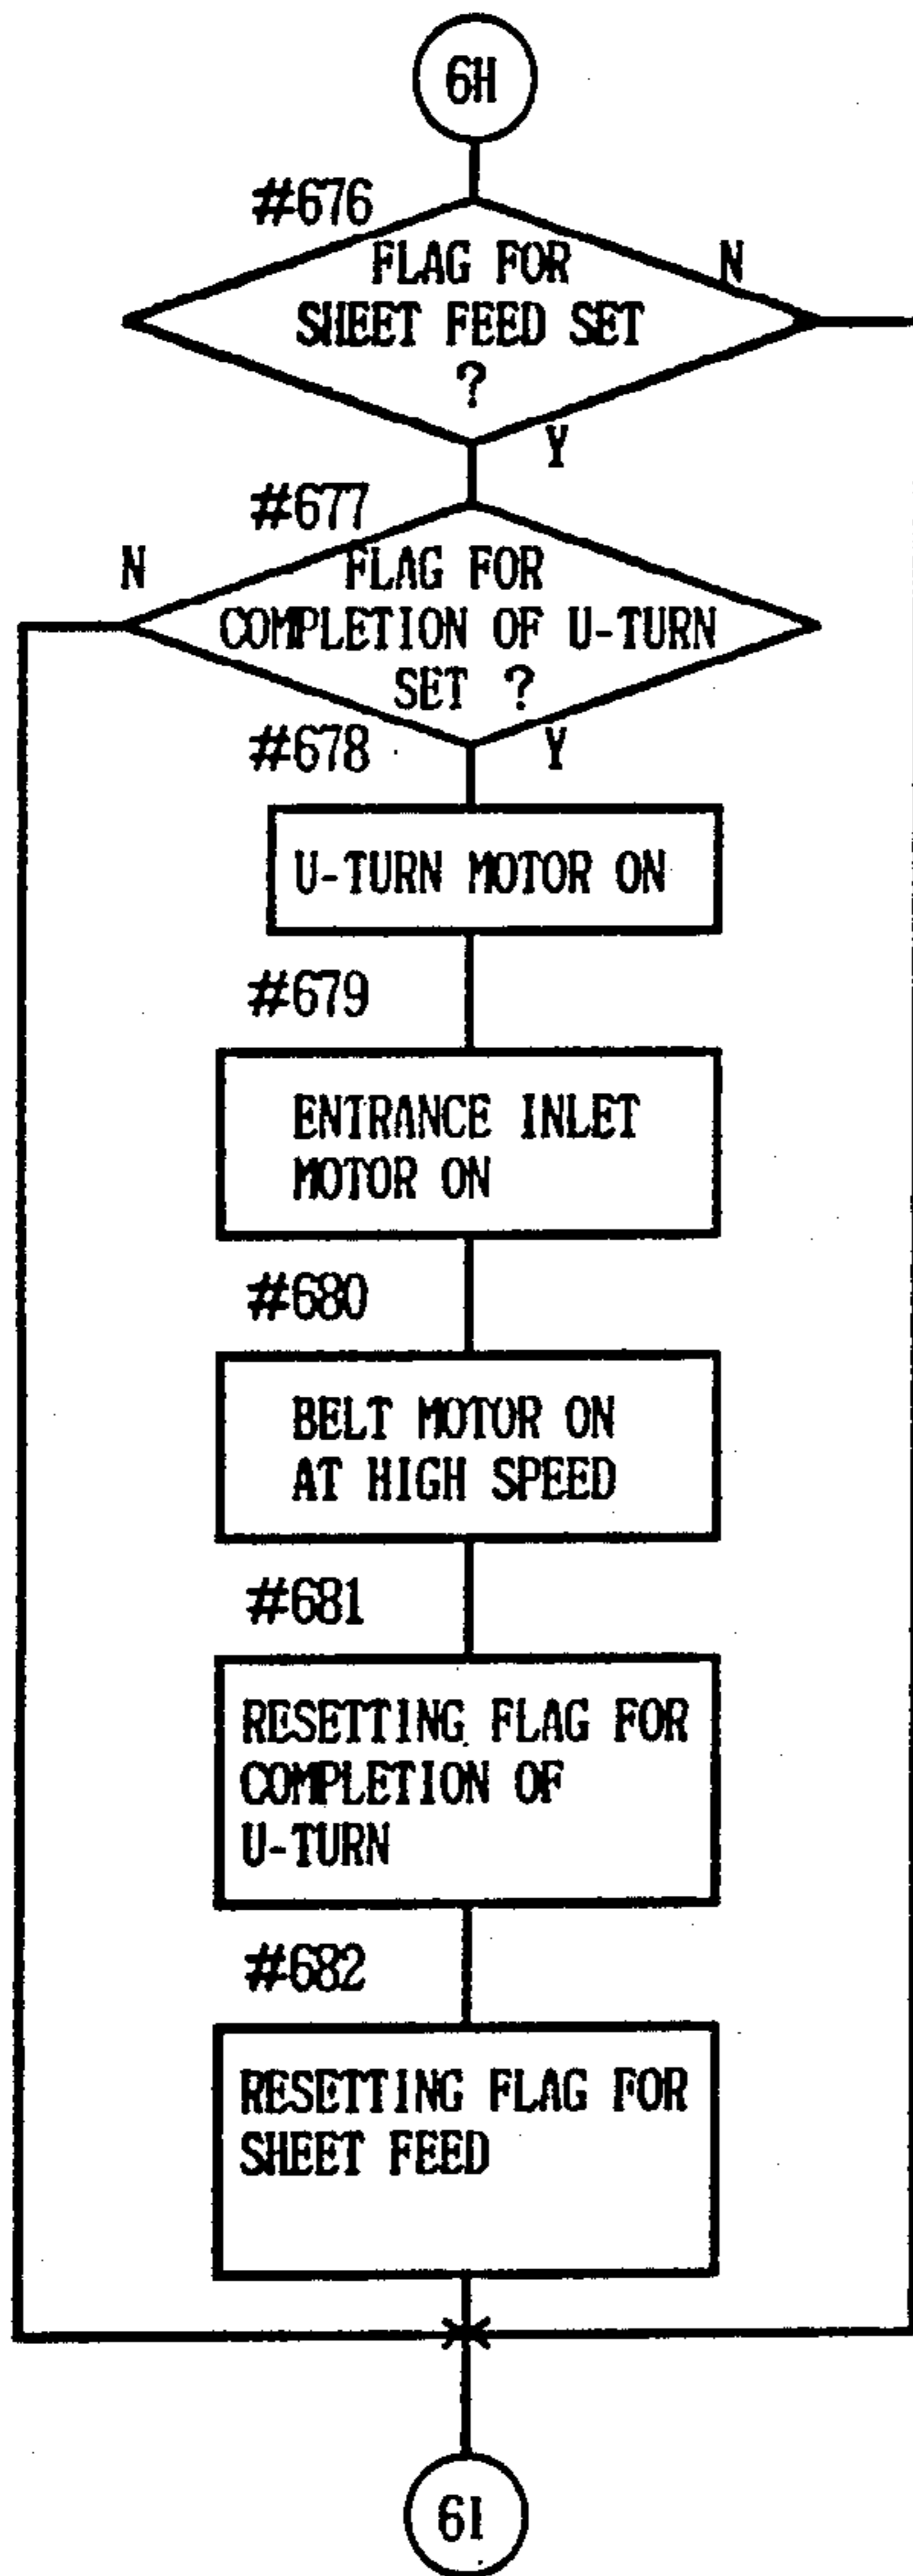 6H
#676
FLAG FOR
N
SHEET FEED SET
?
Y
#677
N
FLAG FOR
COMPLETION OF U-TURN
SET ?
#678
Y
U-TURN MOTOR ON
#679
ENTRANCE INLET
MOTOR ON
#680
BELT MOTOR ON
AT HIGH SPEED
#681
RESETTING FLAG FOR
COMPLETION OF
U-TURN
#682
RESETTING FLAG FOR
SHEET FEED
6I